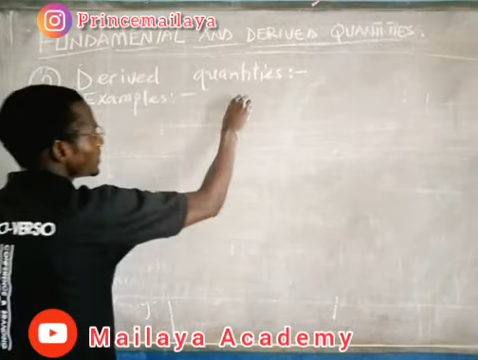 Princemailaya
FUNDAMENTAL AND DERIVED QUANTITIES.
(b) Derived quantities:-
Examples:-
O-VERSO
Mailaya Academy